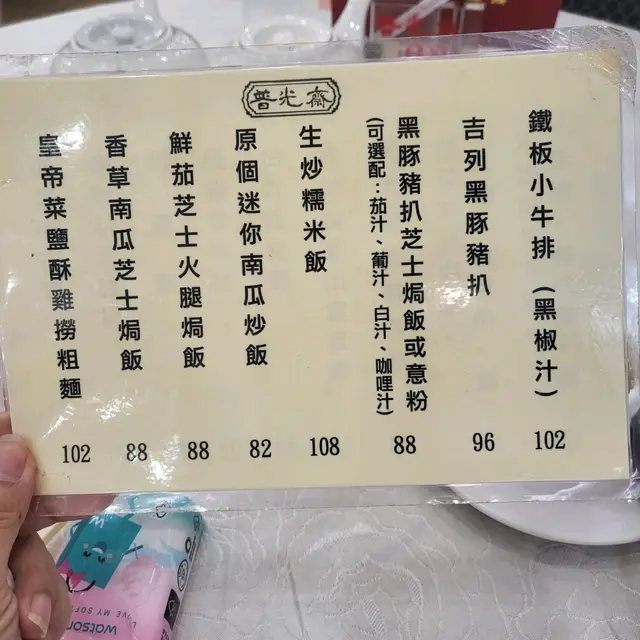 普光齋
鐵板小牛排（黑椒汁）
102
吉列黑豚豬扒
96
黑豚豬扒芝士焗飯或意粉
(可選配：茄汁、葡汁、白汁、咖哩汁)
88
生炒糯米飯
108
原個迷你南瓜炒飯
82
鮮茄芝士火腿焗飯
88
香草南瓜芝士焗飯
88
皇帝菜鹽酥雞撈粗麵
102
watsons